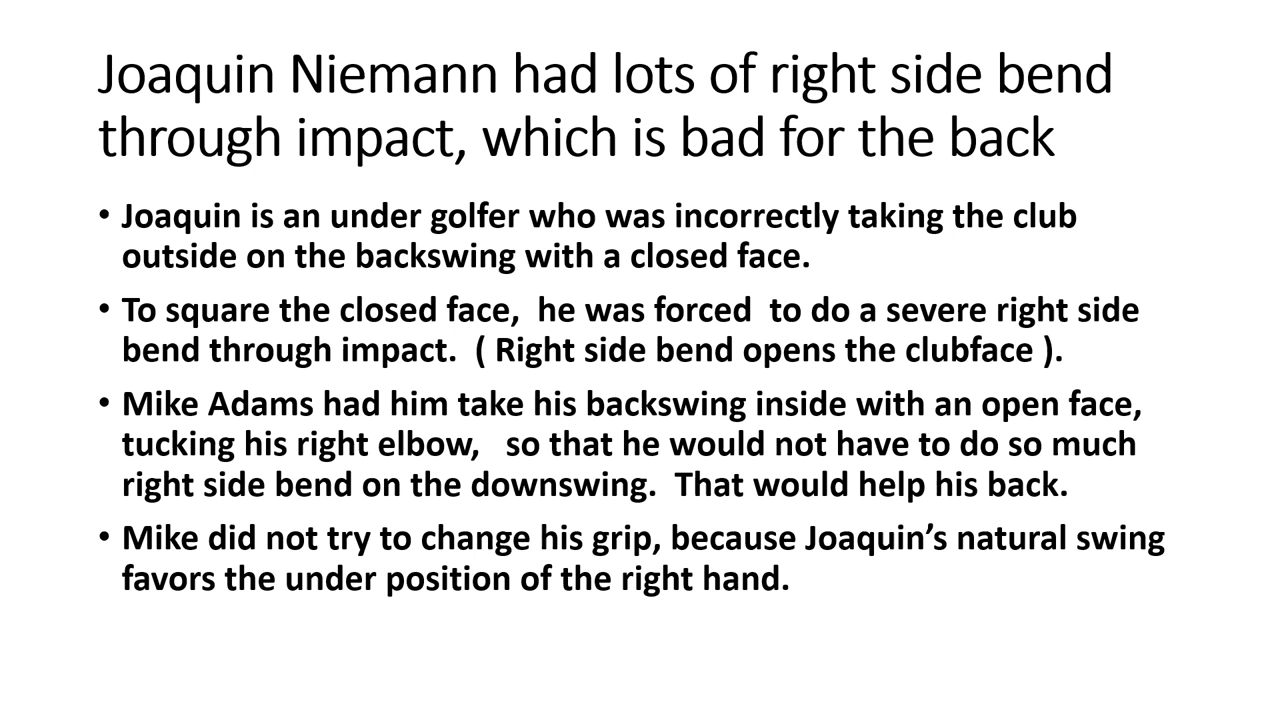 Joaquin Niemann had lots of right side bend
through impact, which is bad for the back
• Joaquin is an under golfer who was incorrectly taking the club
outside on the backswing with a closed face.
• To square the closed face,  he was forced  to do a severe right side
bend through impact.  ( Right side bend opens the clubface ).
• Mike Adams had him take his backswing inside with an open face,
tucking his right elbow,   so that he would not have to do so much
right side bend on the downswing.  That would help his back.
• Mike did not try to change his grip, because Joaquin’s natural swing
favors the under position of the right hand.